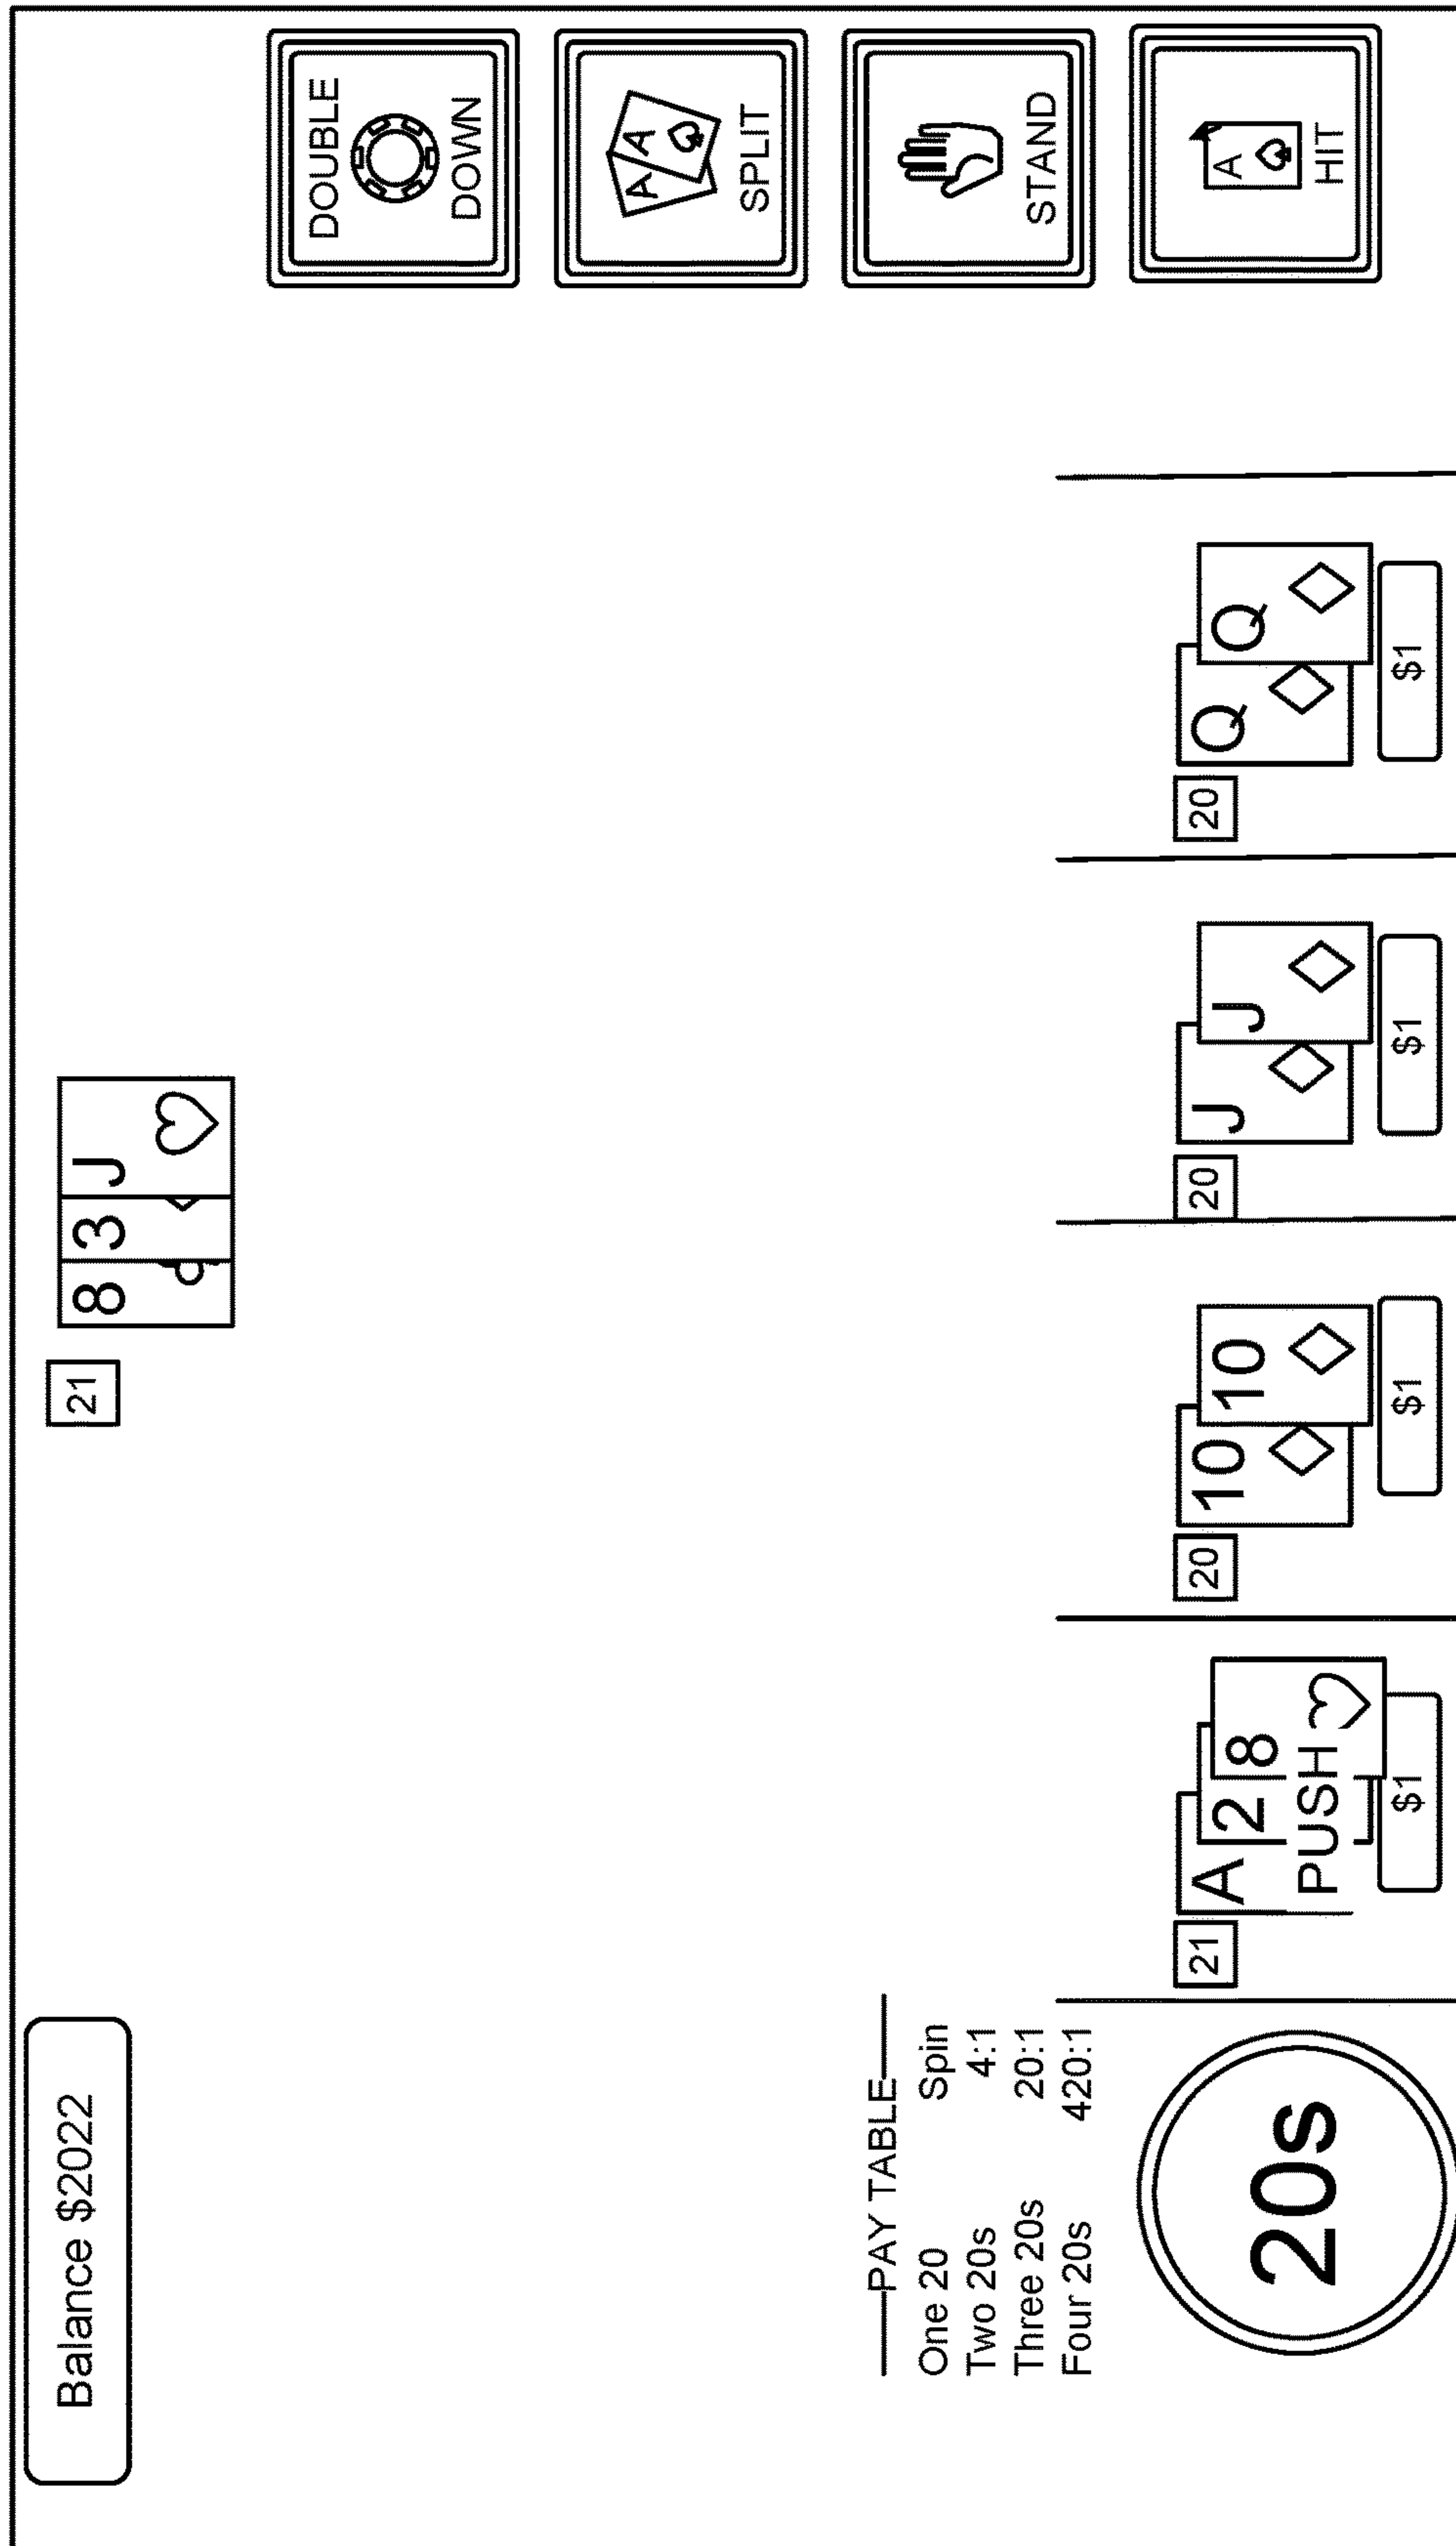 Balance $2022
21
8 3 J
DOUBLE
DOWN
A A
SPLIT
STAND
A
HIT
PAY TABLE
One 20 Spin
Two 20s 4:1
Three 20s 20:1
Four 20s 420:1
20s
21
A 2 8
PUSH
$1
20
10 10
$1
20
J J
$1
20
Q Q
$1